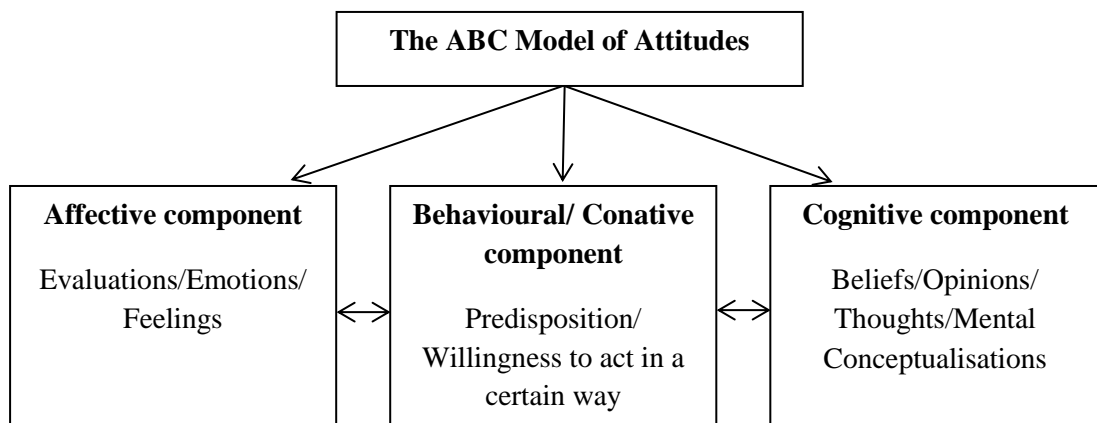 The ABC Model of Attitudes
Affective component
Evaluations/Emotions/
Feelings
Behavioural/ Conative
component
Predisposition/
Willingness to act in a
certain way
Cognitive component
Beliefs/Opinions/
Thoughts/Mental
Conceptualisations